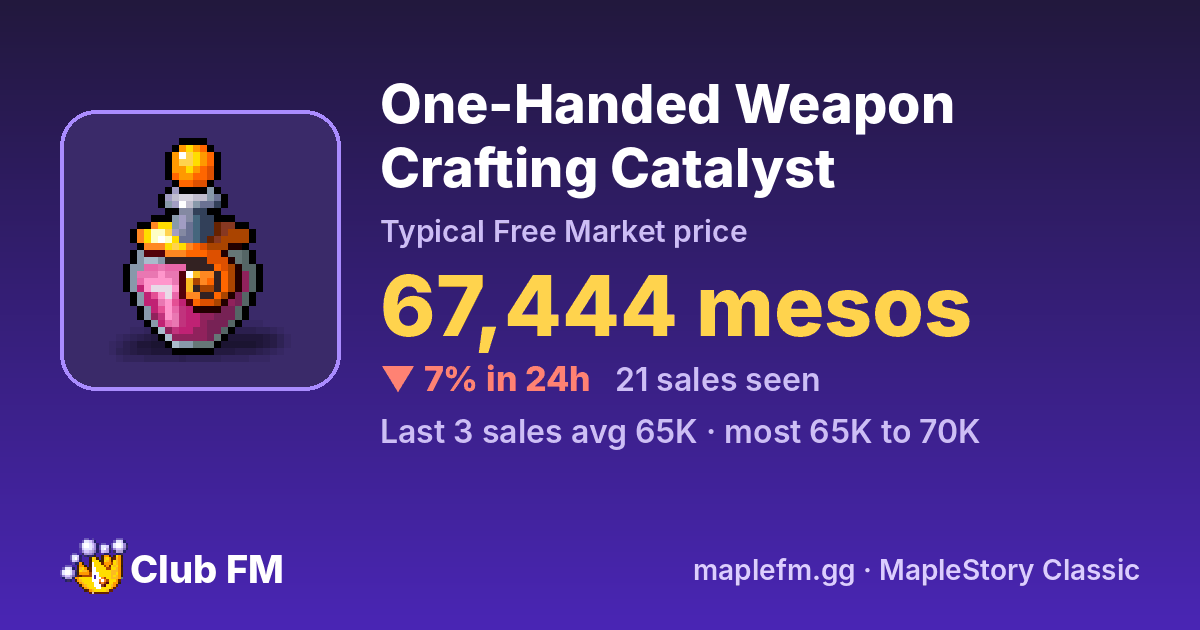 One-Handed Weapon
Crafting Catalyst
Typical Free Market price
67,444 mesos
▼ 7% in 24h 21 sales seen
Last 3 sales avg 65K · most 65K to 70K
Club FM
maplefm.gg · MapleStory Classic